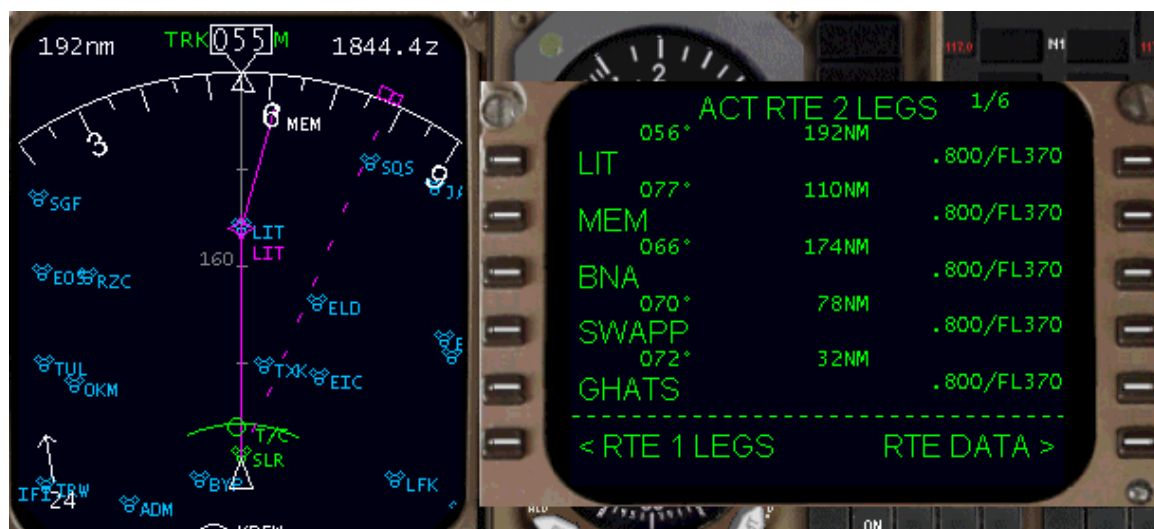 192nm TRK 055 M 1844.4z
3 6 9
MEM
SQS
SGF
LIT
LIT
160
EOS RZC
ELD
TUL
OKM
TXK EIC
T/C
SLR
BYP
LFK
24
ADM
2
117.0 N1
ACT RTE 2 LEGS 1/6
056° 192NM
LIT .800/FL370
077° 110NM
MEM .800/FL370
066° 174NM
BNA .800/FL370
070° 78NM
SWAPP .800/FL370
072° 32NM
GHATS .800/FL370
< RTE 1 LEGS RTE DATA >
ON